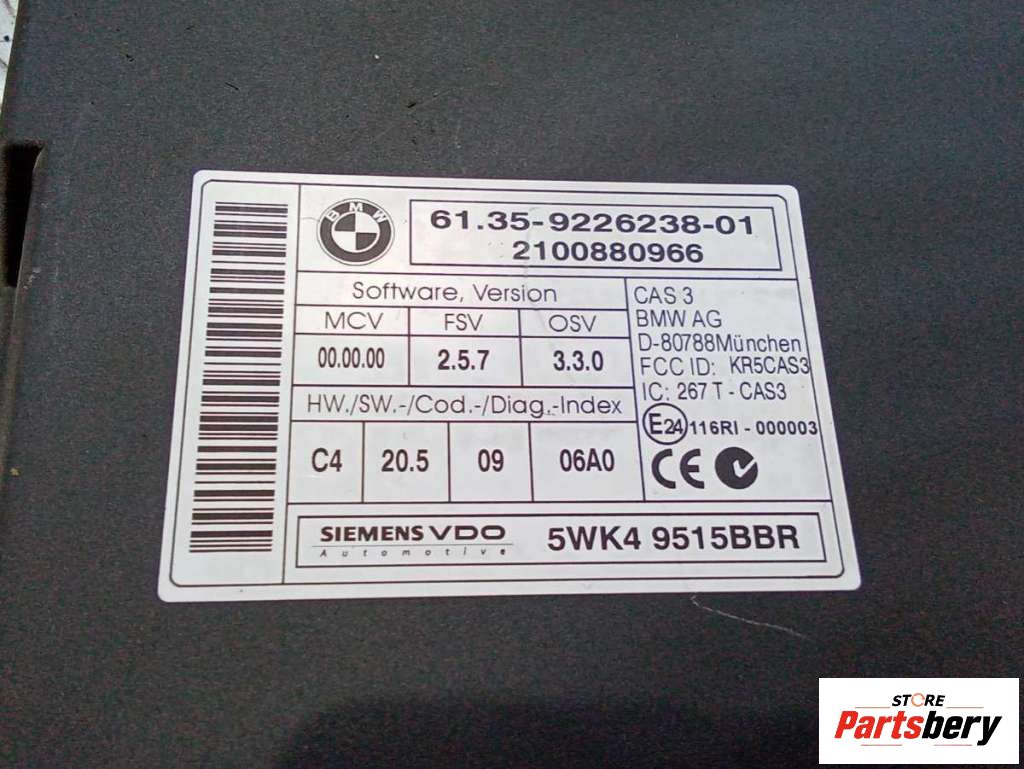 BMW
61.35-9226238-01
2100880966
Software, Version
MCV FSV OSV
00.00.00 2.5.7 3.3.0
HW./SW.-/Cod.-/Diag.-Index
C4 20.5 09 06A0
CAS 3
BMW AG
D-80788München
FCC ID: KR5CAS3
IC: 267 T - CAS3
E24 116RI - 000003
CE
SIEMENS VDO
Automotive
5WK4 9515BBR
STORE
Partsbery